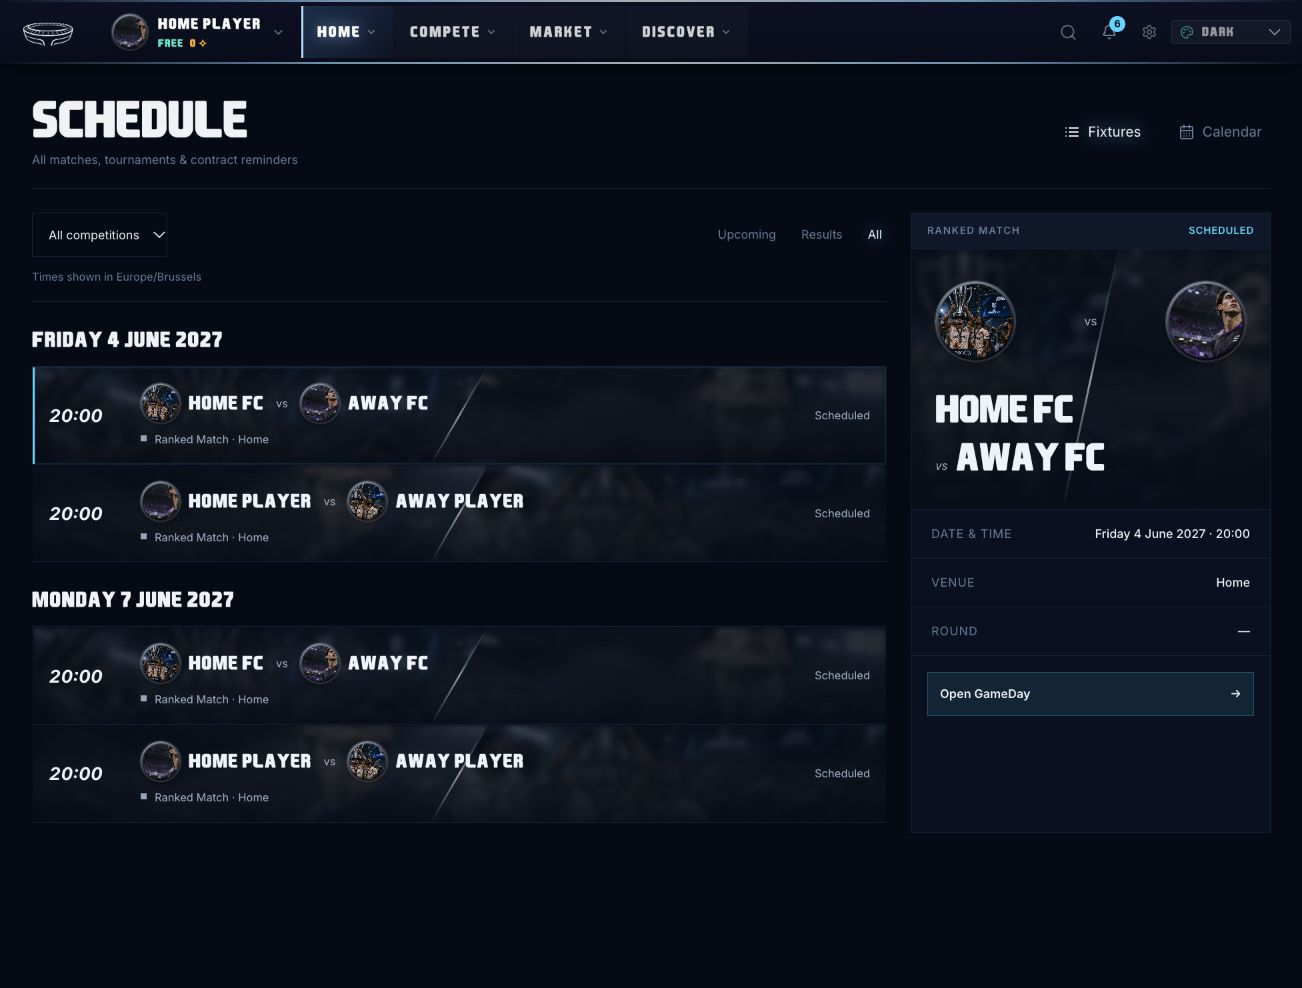 HOME PLAYER
FREE 0
HOME
COMPETE
MARKET
DISCOVER
6
DARK
SCHEDULE
All matches, tournaments & contract reminders
Fixtures
Calendar
All competitions
Upcoming
Results
All
Times shown in Europe/Brussels
FRIDAY 4 JUNE 2027
20:00
HOME FC vs AWAY FC
Ranked Match · Home
Scheduled
20:00
HOME PLAYER vs AWAY PLAYER
Ranked Match · Home
Scheduled
MONDAY 7 JUNE 2027
20:00
HOME FC vs AWAY FC
Ranked Match · Home
Scheduled
20:00
HOME PLAYER vs AWAY PLAYER
Ranked Match · Home
Scheduled
RANKED MATCH
SCHEDULED
vs
HOME FC
vs AWAY FC
DATE & TIME
Friday 4 June 2027 · 20:00
VENUE
Home
ROUND
—
Open GameDay →